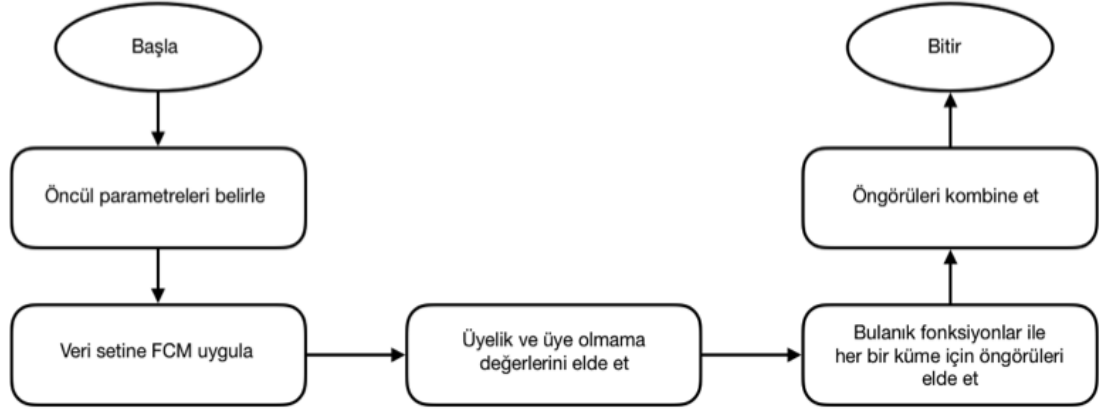 Başla
Öncül parametreleri belirle
Veri setine FCM uygula
Üyelik ve üye olmama
değerlerini elde et
Bulanık fonksiyonlar ile
her bir küme için öngörüleri
elde et
Öngörüleri kombine et
Bitir